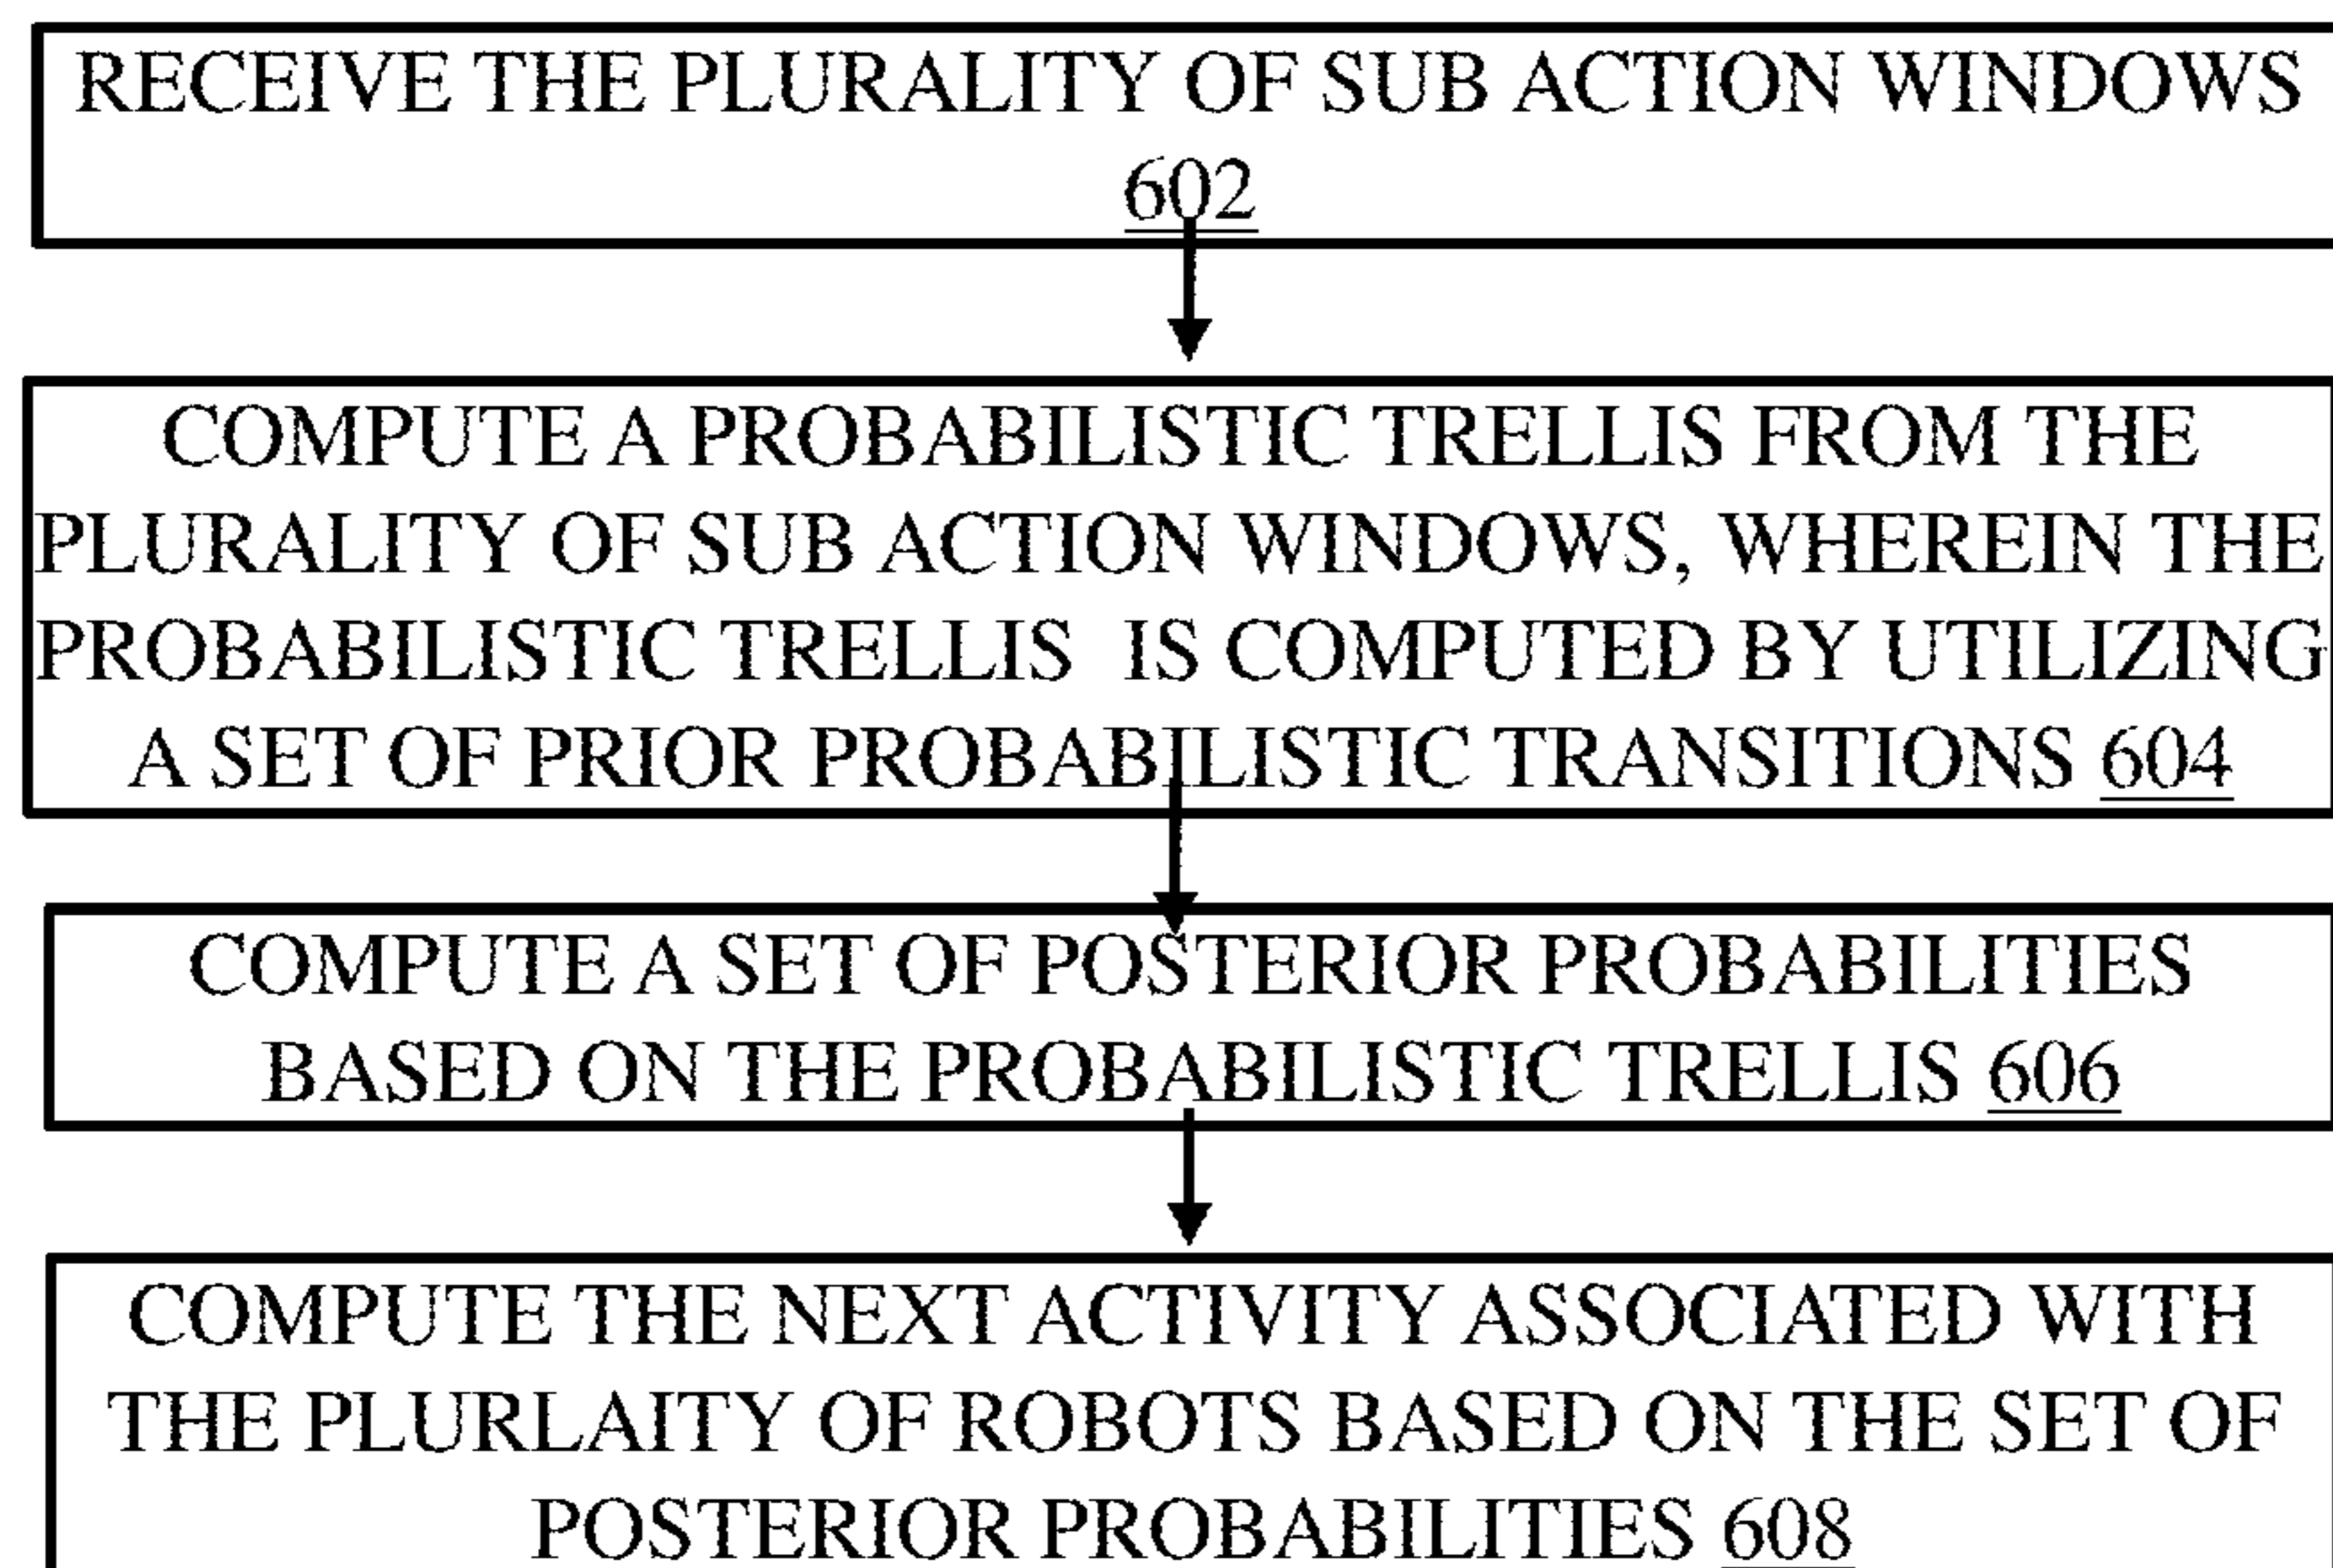 RECEIVE THE PLURALITY OF SUB ACTION WINDOWS
602
COMPUTE A PROBABILISTIC TRELLIS FROM THE
PLURALITY OF SUB ACTION WINDOWS, WHEREIN THE
PROBABILISTIC TRELLIS IS COMPUTED BY UTILIZING
A SET OF PRIOR PROBABILISTIC TRANSITIONS 604
COMPUTE A SET OF POSTERIOR PROBABILITIES
BASED ON THE PROBABILISTIC TRELLIS 606
COMPUTE THE NEXT ACTIVITY ASSOCIATED WITH
THE PLURLAITY OF ROBOTS BASED ON THE SET OF
POSTERIOR PROBABILITIES 608